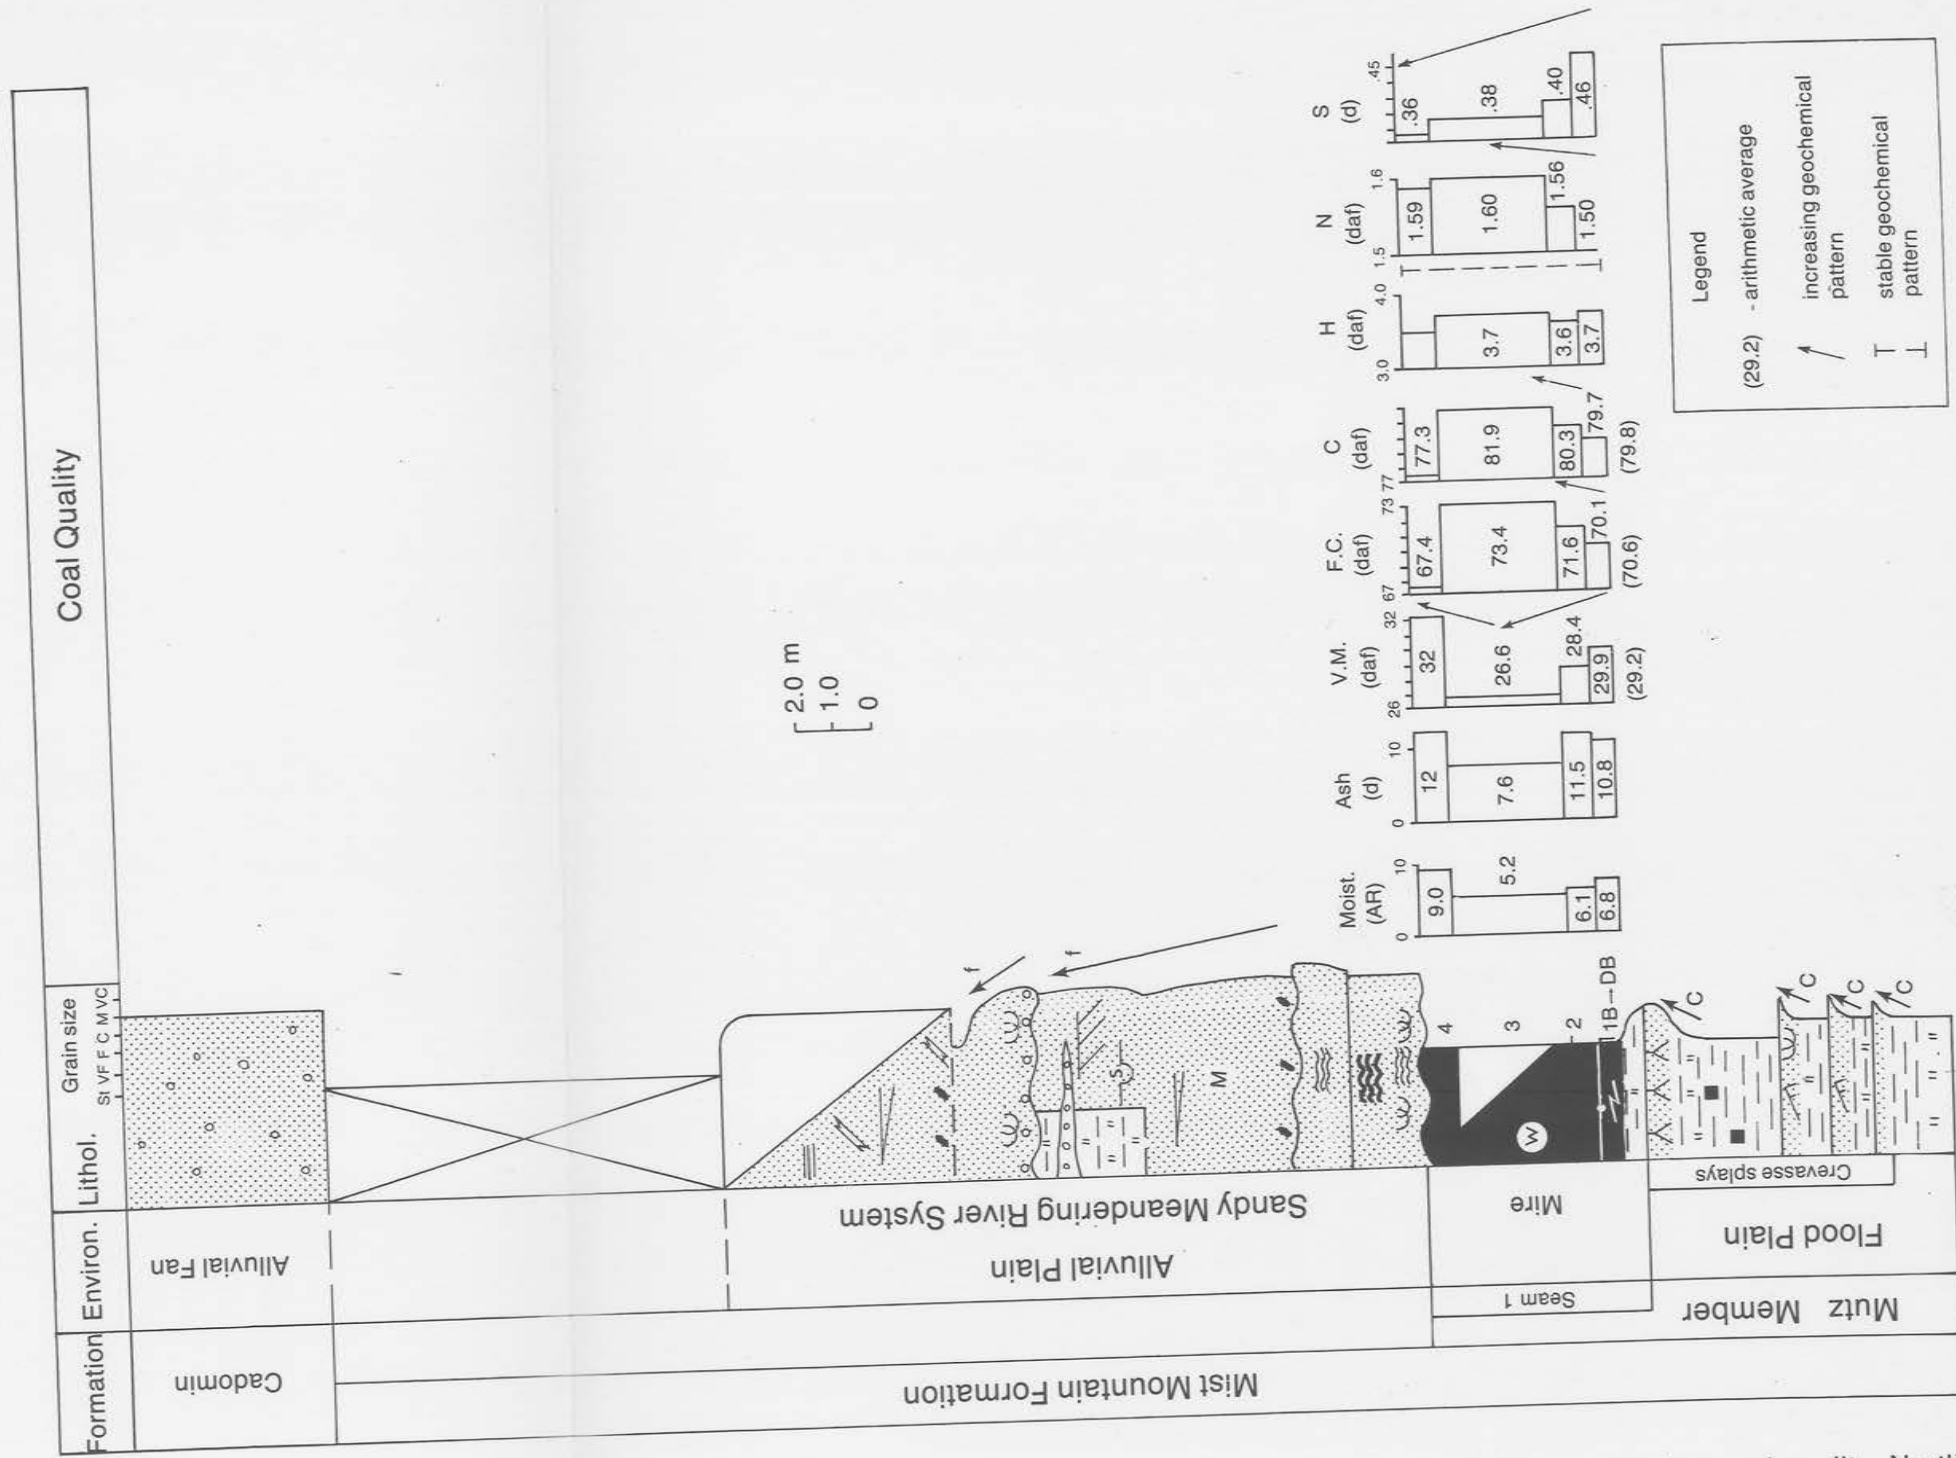 Coal Quality
Formation
Environ.
Lithol.
Grain size
St VF F C M VC
Cadomin
Alluvial Fan
Mist Mountain Formation
Alluvial Plain
Sandy Meandering River System
Mutz Member
Seam 1
Mire
Flood Plain
Crevasse splays
2.0 m
1.0
0
f
f
M
S
W
4
3
2
1B→DB
C
C
C
C
Moist.
(AR)
0 10
9.0
5.2
6.1
6.8
Ash
(d)
0 10
12
7.6
11.5
10.8
V.M.
(daf)
26 32
32
26.6
28.4
29.9
(29.2)
F.C.
(daf)
67 73
67.4
73.4
71.6
70.1
(70.6)
C
(daf)
77
77.3
81.9
80.3
79.7
(79.8)
H
(daf)
3.0 4.0
3.7
3.6
3.7
N
(daf)
1.5 1.6
1.59
1.60
1.56
1.50
S
(d)
.45
.36
.38
.40
.46
Legend
(29.2) - arithmetic average
increasing geochemical
pattern
stable geochemical
pattern